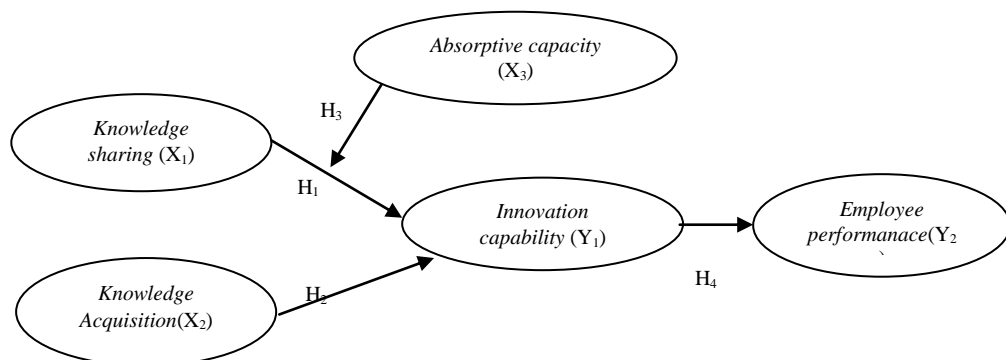 Absorptive capacity
(X₃)
H₃
Knowledge
sharing (X₁)
H₁
Innovation
capability (Y₁)
Employee
performanace(Y₂
`
H₂
H₄
Knowledge
Acquisition(X₂)